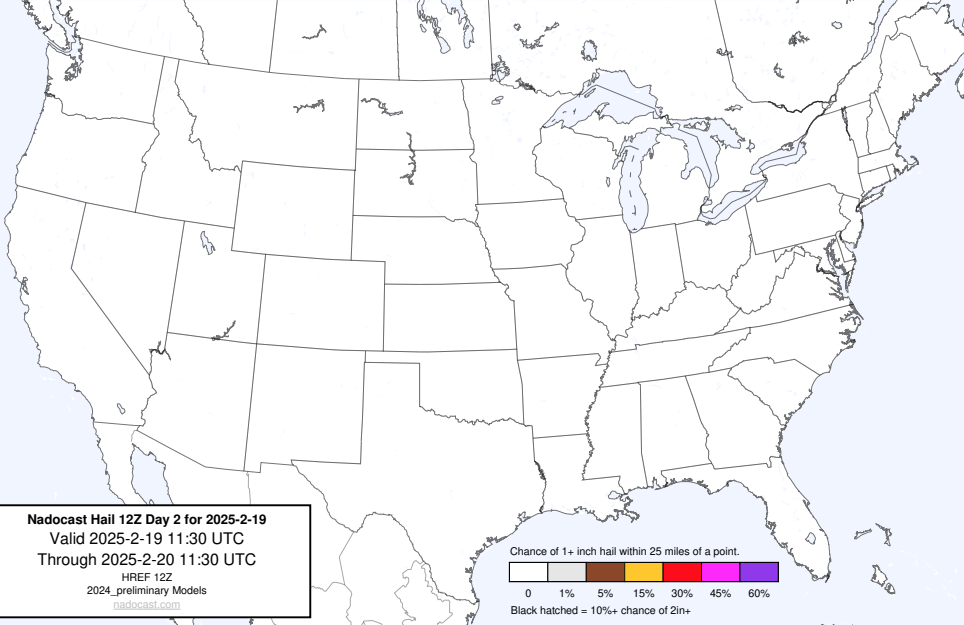 Nadocast Hail 12Z Day 2 for 2025-2-19
Valid 2025-2-19 11:30 UTC
Through 2025-2-20 11:30 UTC
HREF 12Z
2024_preliminary Models
nadocast.com
Chance of 1+ inch hail within 25 miles of a point.
0 1% 5% 15% 30% 45% 60%
Black hatched = 10%+ chance of 2in+